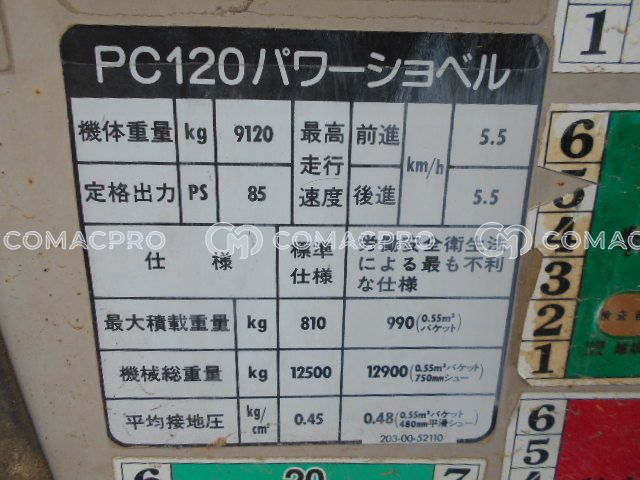 PC120パワーショベル
機体重量 kg 9120 最高走行速度 前進 km/h 5.5
定格出力 PS 85 後進 5.5
COMACPRO COMACPRO COMACPRO
仕様 標準仕様 労働安全衛生法による最も不利な仕様
最大積載重量 kg 810 990(0.55m³バケット)
機械総重量 kg 12500 12900(0.55m³バケット 750mmシュー)
平均接地圧 kg/cm² 0.45 0.48(0.55m³バケット 480mm平滑シュー)
203-00-52110
1
6
5
4
3
2
1
6
5
4
6 20 7